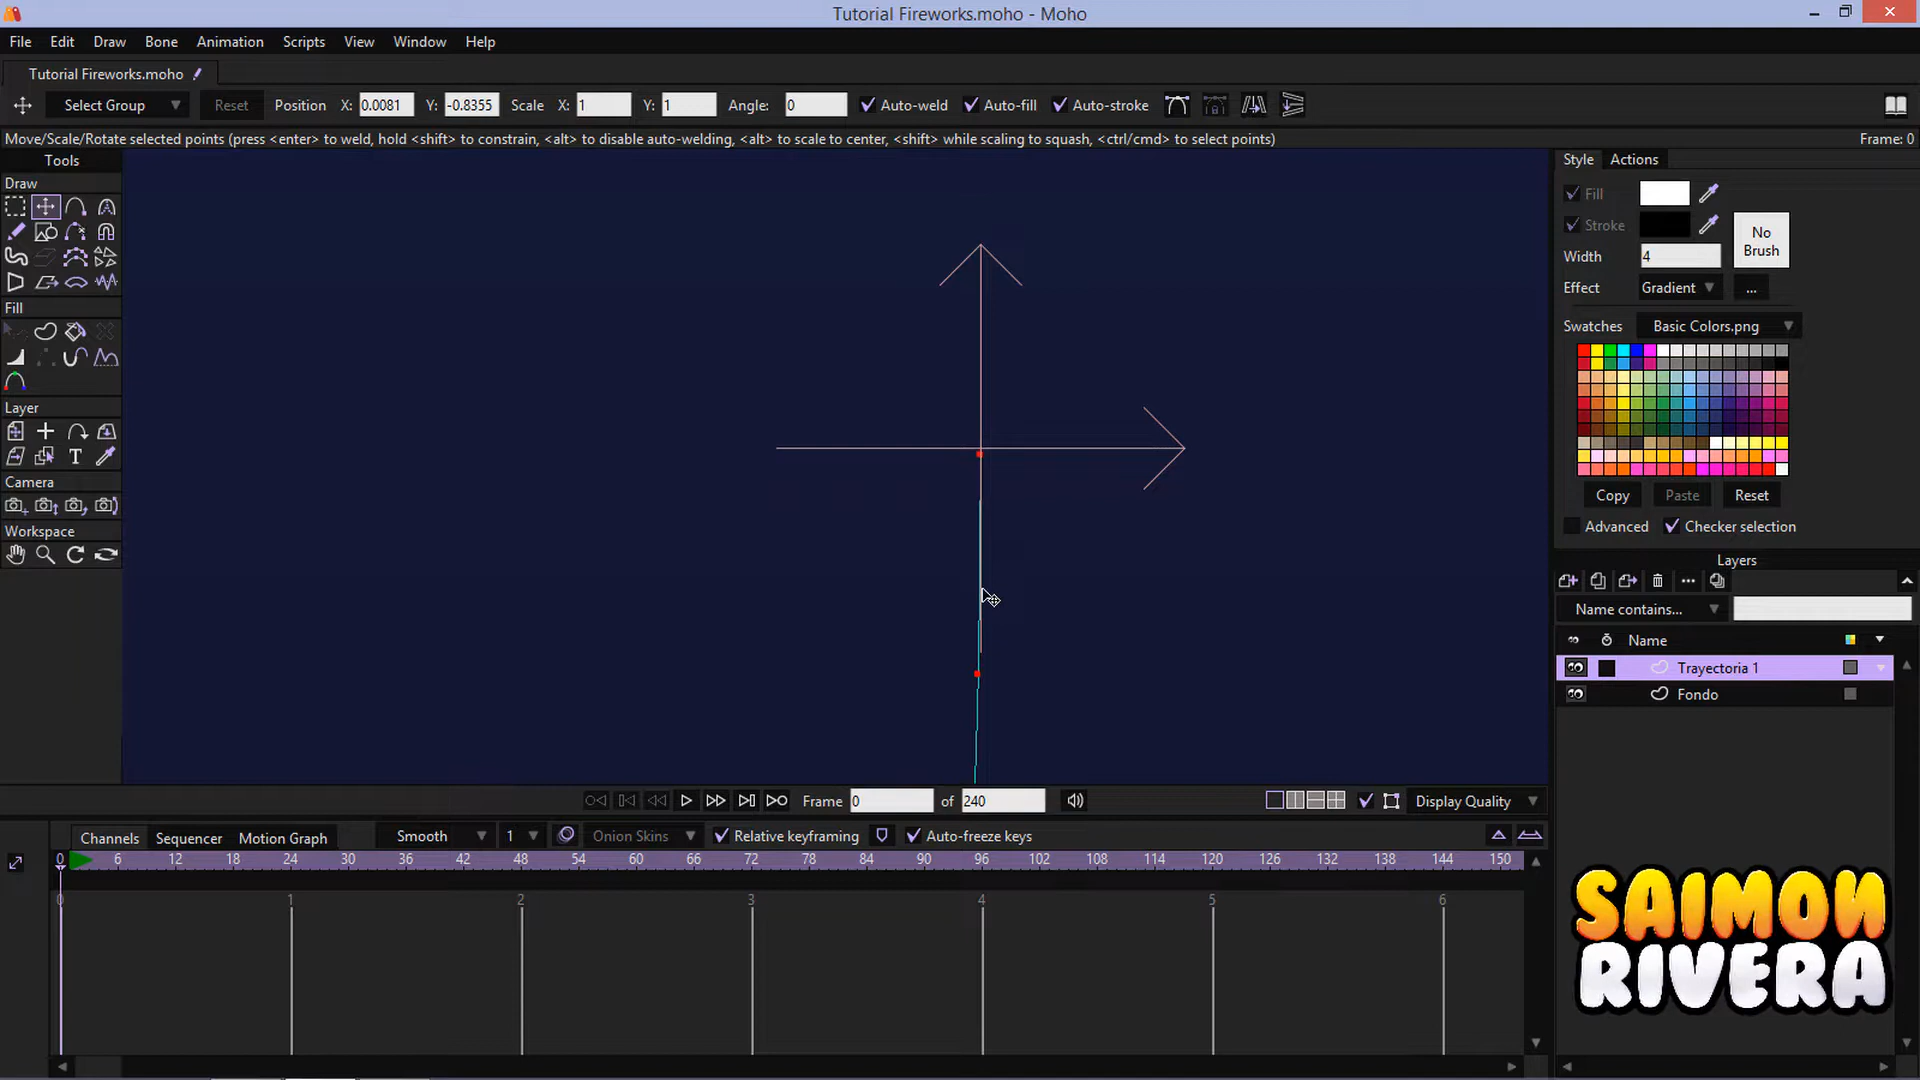 Tutorial Fireworks.moho - Moho
File Edit Draw Bone Animation Scripts View Window Help
Tutorial Fireworks.moho
Select Group Reset Position X: 0.0081 Y: -0.8355 Scale X: 1 Y: 1 Angle: 0 Auto-weld Auto-fill Auto-stroke
Move/Scale/Rotate selected points (press <enter> to weld, hold <shift> to constrain, <alt> to disable auto-welding, <alt> to scale to center, <shift> while scaling to squash, <ctrl/cmd> to select points) Frame: 0
Tools
Draw
Fill
Layer
Camera
Workspace
Style Actions
Fill
Stroke
No Brush
Width 4
Effect Gradient ...
Swatches Basic Colors.png
Copy Paste Reset
Advanced Checker selection
Layers
Name contains...
Name
Trayectoria 1
Fondo
Frame 0 of 240 Display Quality
Channels Sequencer Motion Graph Smooth 1 Onion Skins Relative keyframing Auto-freeze keys
0 6 12 18 24 30 36 42 48 54 60 66 72 78 84 90 96 102 108 114 120 126 132 138 144 150
0 1 2 3 4 5 6
SAIMON
RIVERA